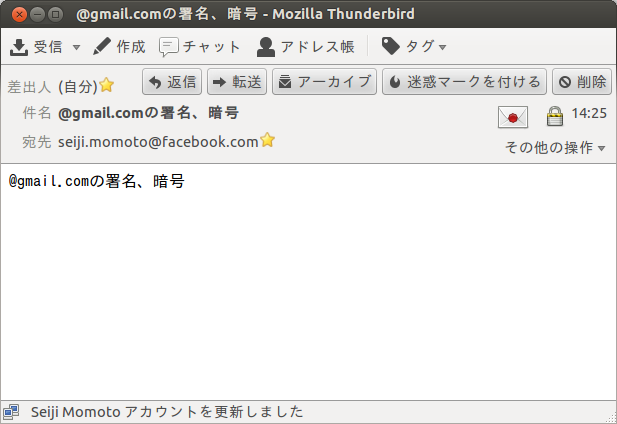 @gmail.comの署名、暗号 - Mozilla Thunderbird
受信 作成 チャット アドレス帳 タグ
差出人 (自分) 返信 転送 アーカイブ 迷惑マークを付ける 削除
件名 @gmail.comの署名、暗号 14:25
宛先 seiji.momoto@facebook.com その他の操作
@gmail.comの署名、暗号
Seiji Momoto アカウントを更新しました